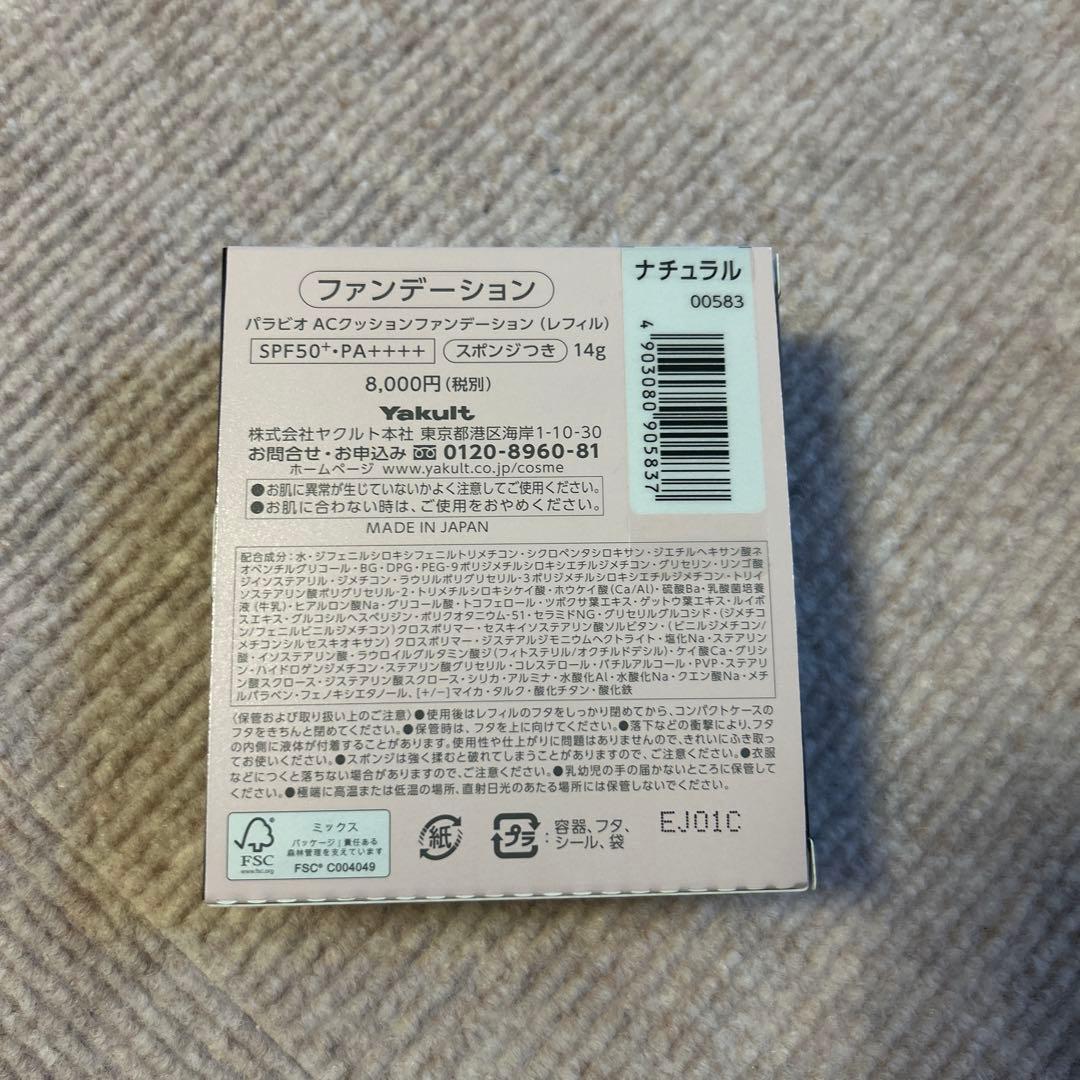 ファンデーション
パラビオ ACクッションファンデーション（レフィル）
SPF50+・PA++++ スポンジつき 14g
8,000円（税別）
Yakult
株式会社ヤクルト本社 東京都港区海岸1-10-30
お問合せ・お申込み 0120-8960-81
ホームページ www.yakult.co.jp/cosme
●お肌に異常が生じていないかよく注意してご使用ください。
●お肌に合わない時は、ご使用をおやめください。
MADE IN JAPAN
ナチュラル
00583
4903080905837
配合成分：水・ジフェニルシロキシフェニルトリメチコン・シクロペンタシロキサン・ジエチルヘキサン酸ネ
オペンチルグリコール・BG・DPG・PEG-9ポリジメチルシロキシエチルジメチコン・グリセリン・リンゴ酸
ジイソステアリル・ジメチコン・ラウリルポリグリセリル-3ポリジメチルシロキシエチルジメチコン・トリイ
ソステアリン酸ポリグリセリル-2・トリメチルシロキシケイ酸・ホウケイ酸(Ca/Al)・硫酸Ba・乳酸菌培養
液（牛乳）・ヒアルロン酸Na・グリコール酸・トコフェロール・ツボクサ葉エキス・ゲットウ葉エキス・ルイボ
スエキス・グルコシルヘスペリジン・ポリクオタニウム-51・セラミドNG・グリセリルグルコシド・（ジメチコ
ン/フェニルビニルジメチコン）クロスポリマー・セスキイソステアリン酸ソルビタン・（ビニルジメチコン/
メチコンシルセスキオキサン）クロスポリマー・ジステアルジモニウムヘクトライト・塩化Na・ステアリン
酸・イソステアリン酸・ラウロイルグルタミン酸ジ（フィトステリル/オクチルドデシル）・ケイ酸Ca・グリシ
ン・ハイドロゲンジメチコン・ステアリン酸グリセリル・コレステロール・バチルアルコール・PVP・ステアリ
ン酸スクロース・ジステアリン酸スクロース・シリカ・アルミナ・水酸化Al・水酸化Na・クエン酸Na・メチ
ルパラベン・フェノキシエタノール、[+/-]マイカ・タルク・酸化チタン・酸化鉄
〈保管および取り扱い上のご注意〉●使用後はレフィルのフタをしっかり閉めてから、コンパクトケースの
フタをきちんと閉めてください。●保管時は、フタを上に向けてください。●落下などの衝撃により、フタ
の内側に液体が付着することがあります。使用性や仕上がりに問題はありませんので、きれいにふき取っ
てお使いください。●スポンジは強く揉むと破れてしまうことがありますので、ご注意ください。●衣服
などにつくと落ちない場合がありますので、ご注意ください。●乳幼児の手の届かないところに保管して
ください。●極端に高温または低温の場所、直射日光のあたる場所には保管しないでください。
FSC
www.fsc.org
ミックス
パッケージ｜責任ある
森林管理を支えています
FSC® C004049
紙
プラ
：容器、フタ、
シール、袋
EJ01C